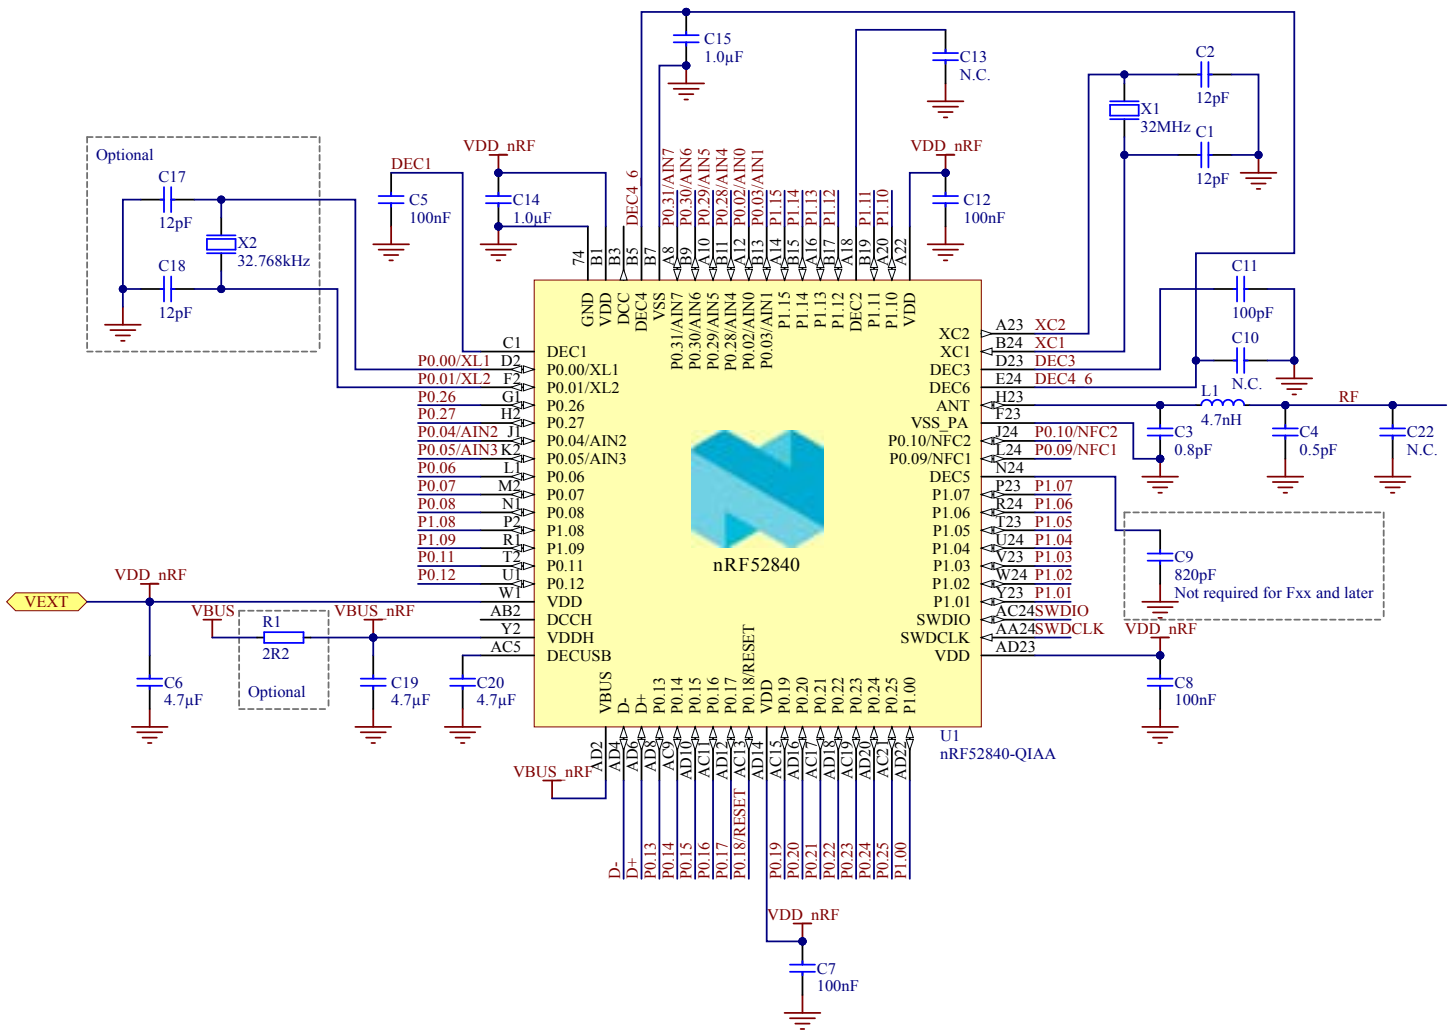 C15
1.0µF
C13
N.C.
C2
12pF
X1
32MHz
C1
12pF
Optional
C17
12pF
X2
32.768kHz
C18
12pF
DEC1
C5
100nF
VDD_nRF
C14
1.0µF
DEC4_6
P0.31/AIN7
P0.30/AIN6
P0.29/AIN5
P0.28/AIN4
P0.02/AIN0
P0.03/AIN1
P1.15
P1.14
P1.13
P1.12
P1.11
P1.10
VDD_nRF
C12
100nF
74
B1
B3
B5
B7
A8
B9
A10
B11
A12
B13
A14
B15
A16
B17
A18
B19
A20
A22
GND
VDD
DCC
DEC4
VSS
P0.31/AIN7
P0.30/AIN6
P0.29/AIN5
P0.28/AIN4
P0.02/AIN0
P0.03/AIN1
P1.15
P1.14
P1.13
P1.12
DEC2
P1.11
P1.10
VDD
C11
100pF
C10
N.C.
C1 DEC1
P0.00/XL1 D2 P0.00/XL1
P0.01/XL2 F2 P0.01/XL2
P0.26 G1 P0.26
P0.27 H2 P0.27
P0.04/AIN2 J1 P0.04/AIN2
P0.05/AIN3 K2 P0.05/AIN3
P0.06 L1 P0.06
P0.07 M2 P0.07
P0.08 N1 P0.08
P1.08 P2 P1.08
P1.09 R1 P1.09
P0.11 T2 P0.11
P0.12 U1 P0.12
W1 VDD
AB2 DCCH
Y2 VDDH
AC5 DECUSB
XC2 A23 XC2
XC1 B24 XC1
DEC3 D23 DEC3
DEC6 E24 DEC4_6
ANT H23
VSS_PA F23
P0.10/NFC2 J24 P0.10/NFC2
P0.09/NFC1 L24 P0.09/NFC1
DEC5 N24
P1.07 P23 P1.07
P1.06 R24 P1.06
P1.05 T23 P1.05
P1.04 U24 P1.04
P1.03 V23 P1.03
P1.02 W24 P1.02
P1.01 Y23 P1.01
SWDIO AC24 SWDIO
SWDCLK AA24 SWDCLK
VDD AD23
L1
4.7nH
RF
C3
0.8pF
C4
0.5pF
C22
N.C.
C9
820pF
Not required for Fxx and later
VDD_nRF
C8
100nF
nRF52840
VEXT
VDD_nRF
C6
4.7µF
VBUS
R1
2R2
Optional
VBUS_nRF
C19
4.7µF
C20
4.7µF
VBUS
D-
D+
P0.13
P0.14
P0.15
P0.16
P0.17
P0.18/RESET
VDD
P0.19
P0.20
P0.21
P0.22
P0.23
P0.24
P0.25
P1.00
U1
nRF52840-QIAA
AD2
AD4
AD6
AD8
AC9
AD10
AC11
AD12
AC13
AD14
AC15
AD16
AC17
AD18
AC19
AD20
AC21
AD22
VBUS_nRF
D-
D+
P0.13
P0.14
P0.15
P0.16
P0.17
P0.18/RESET
P0.19
P0.20
P0.21
P0.22
P0.23
P0.24
P0.25
P1.00
VDD_nRF
C7
100nF